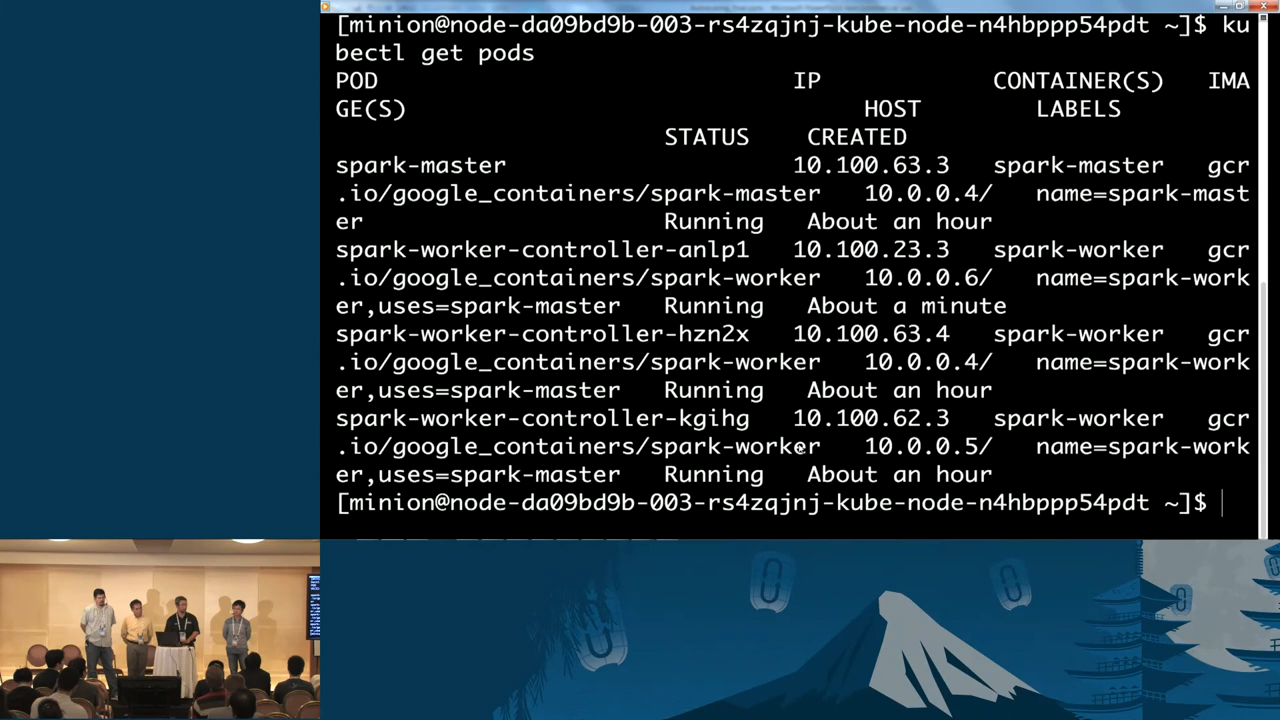 [minion@node-da09bd9b-003-rs4zqjnj-kube-node-n4hbppp54pdt ~]$ ku
bectl get pods
POD IP CONTAINER(S) IMA
GE(S) HOST LABELS
STATUS CREATED
spark-master 10.100.63.3 spark-master gcr
.io/google_containers/spark-master 10.0.0.4/ name=spark-mast
er Running About an hour
spark-worker-controller-anlp1 10.100.23.3 spark-worker gcr
.io/google_containers/spark-worker 10.0.0.6/ name=spark-work
er,uses=spark-master Running About a minute
spark-worker-controller-hzn2x 10.100.63.4 spark-worker gcr
.io/google_containers/spark-worker 10.0.0.4/ name=spark-work
er,uses=spark-master Running About an hour
spark-worker-controller-kgihg 10.100.62.3 spark-worker gcr
.io/google_containers/spark-worker 10.0.0.5/ name=spark-work
er,uses=spark-master Running About an hour
[minion@node-da09bd9b-003-rs4zqjnj-kube-node-n4hbppp54pdt ~]$